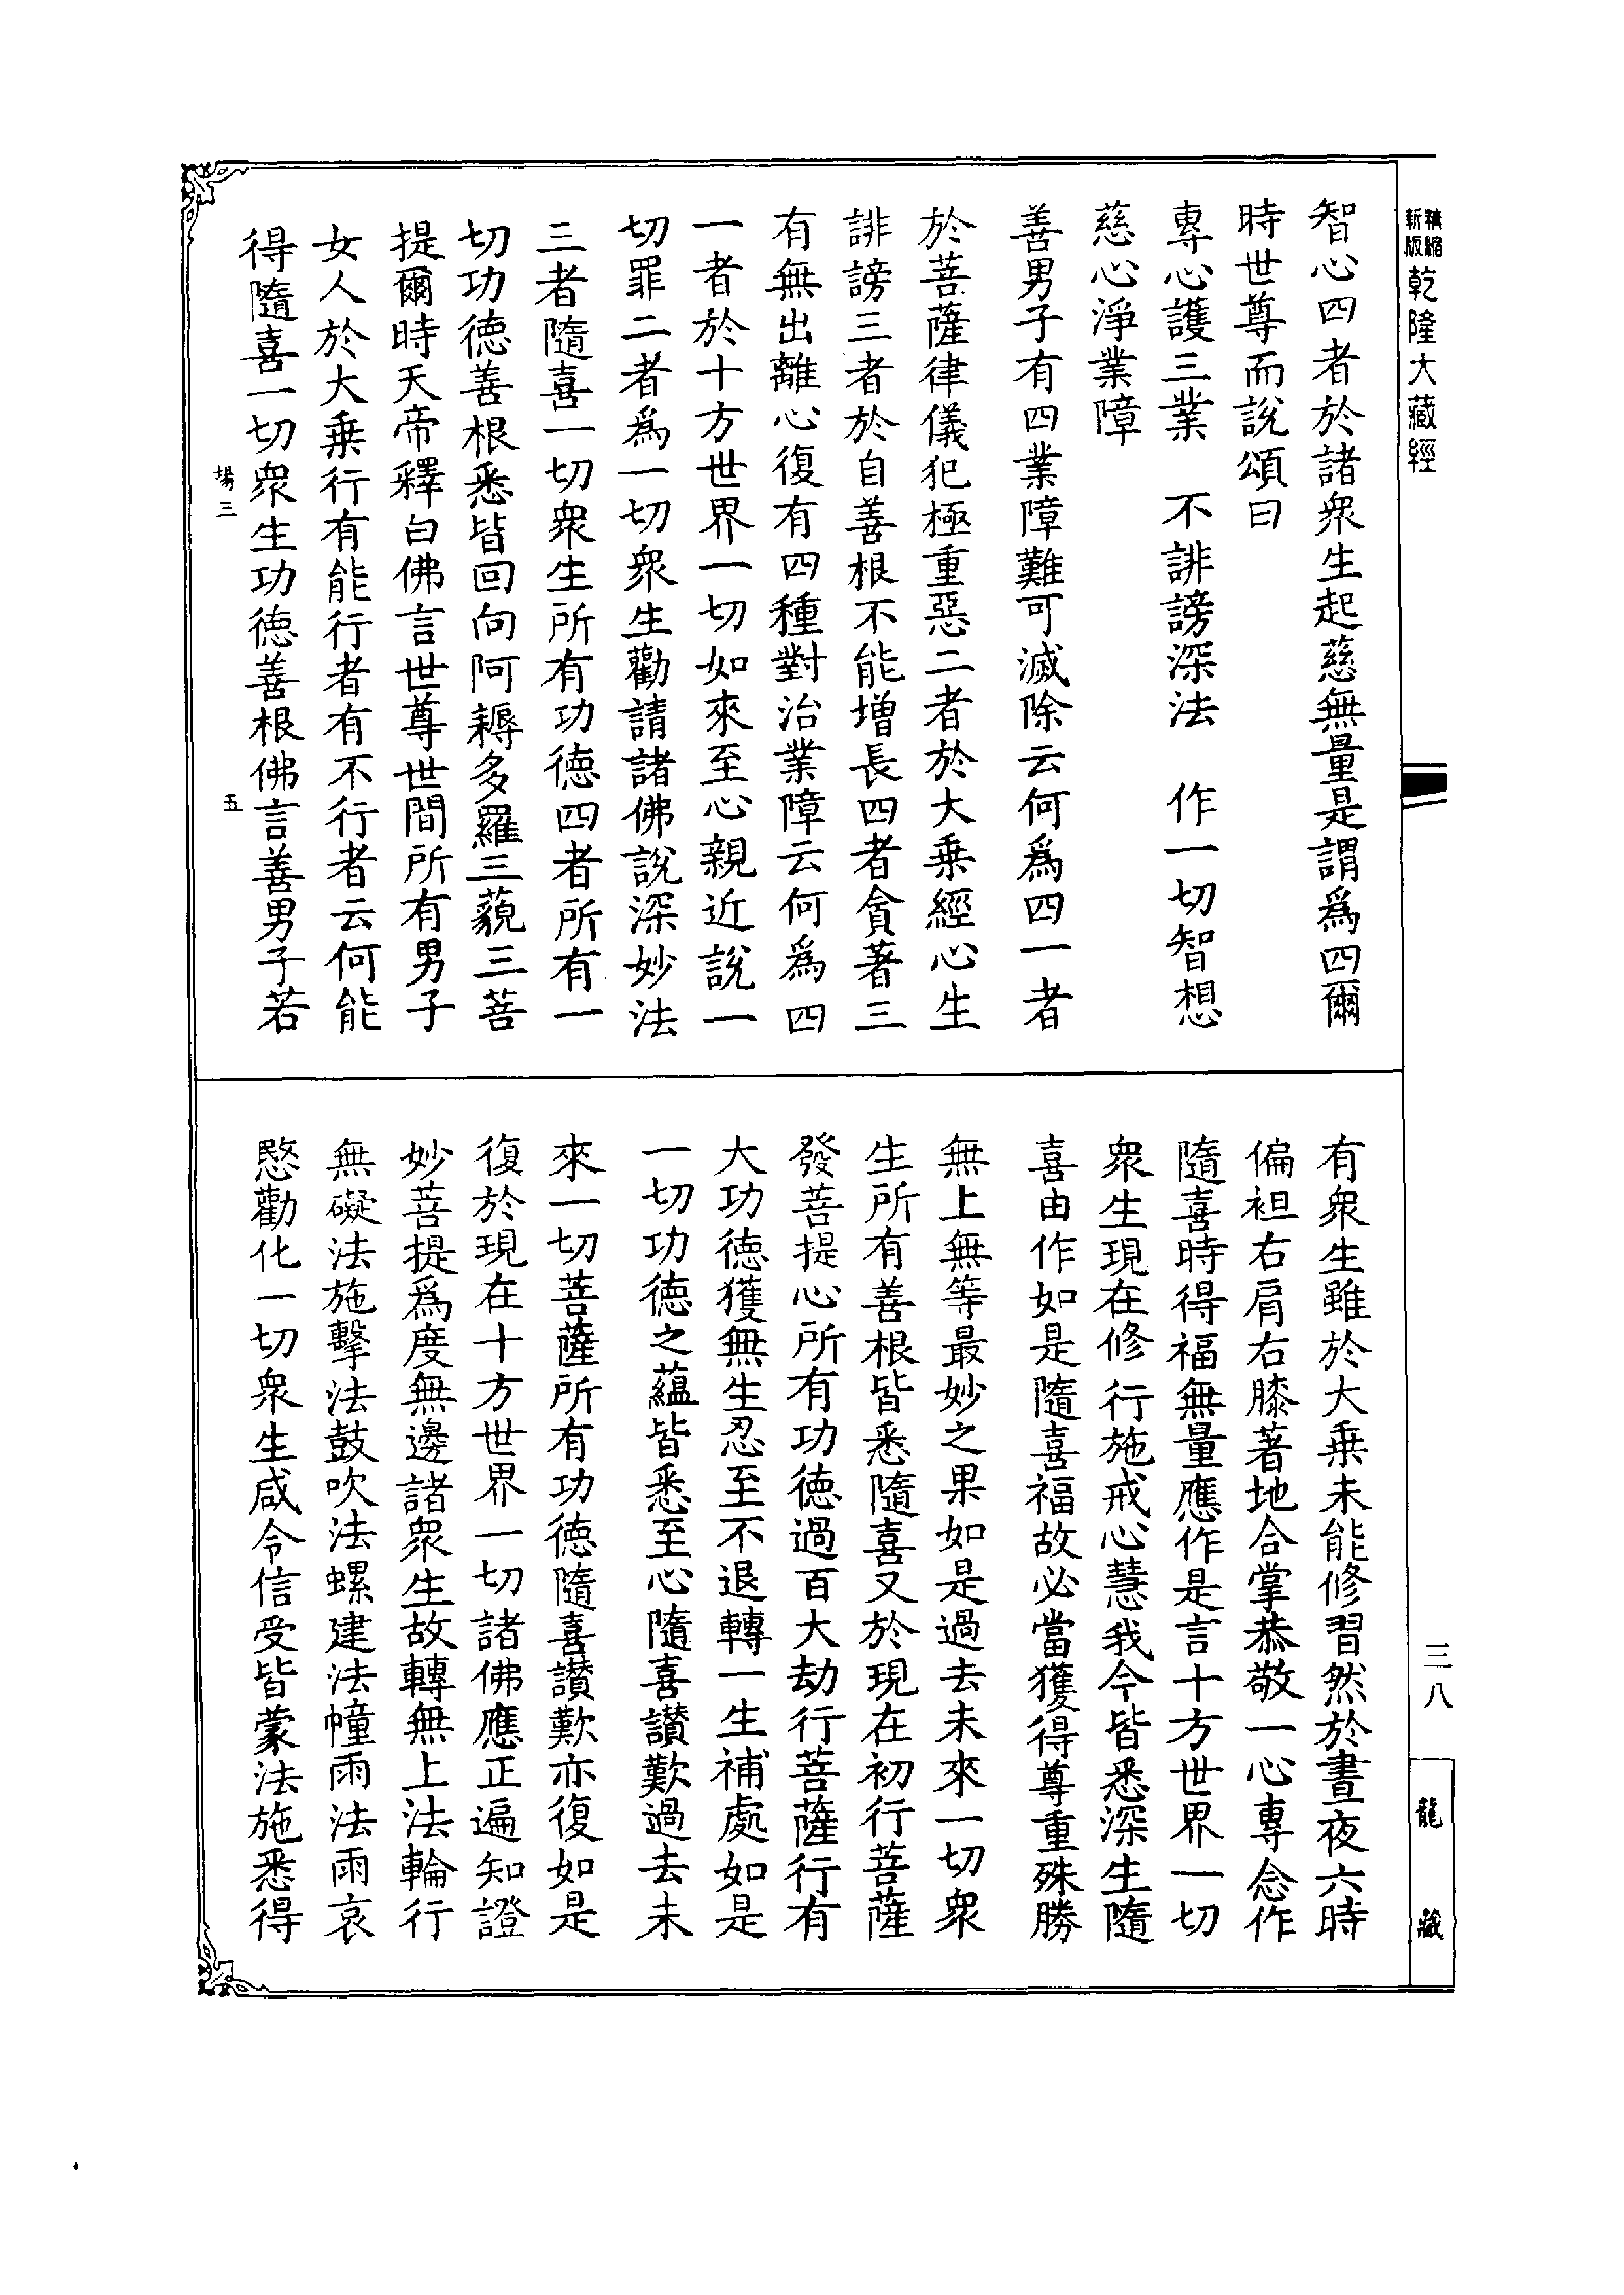 精縮
新版
乾隆大藏經
智心四者於諸衆生起慈無量是謂爲四爾
時世尊而說頌曰
專心護三業　不誹謗深法　作一切智想
慈心淨業障
善男子有四業障難可滅除云何爲四一者
於菩薩律儀犯極重惡二者於大乗經心生
誹謗三者於自善根不能增長四者貪著三
有無出離心復有四種對治業障云何爲四
一者於十方世界一切如來至心親近說一
切罪二者爲一切衆生勸請諸佛說深妙法
三者隨喜一切衆生所有功德四者所有一
切功德善根悉皆回向阿耨多羅三藐三菩
提爾時天帝釋白佛言世尊世間所有男子
女人於大乗行有能行者有不行者云何能
得隨喜一切衆生功德善根佛言善男子若
三
五
有衆生雖於大乗未能修習然於晝夜六時
偏袒右肩右膝著地合掌恭敬一心專念作
隨喜時得福無量應作是言十方世界一切
衆生現在修行施戒心慧我今皆悉深生隨
喜由作如是隨喜福故必當獲得尊重殊勝
無上無等最妙之果如是過去未來一切衆
生所有善根皆悉隨喜又於現在初行菩薩
發菩提心所有功德過百大劫行菩薩行有
大功德獲無生忍至不退轉一生補處如是
一切功德之蘊皆悉至心隨喜讃歎過去未
來一切菩薩所有功德隨喜讃歎亦復如是
復於現在十方世界一切諸佛應正遍知證
妙菩提爲度無邊諸衆生故轉無上法輪行
無礙法施擊法鼓吹法螺建法幢雨法雨哀
愍勸化一切衆生咸令信受皆蒙法施悉得
三八
龍藏